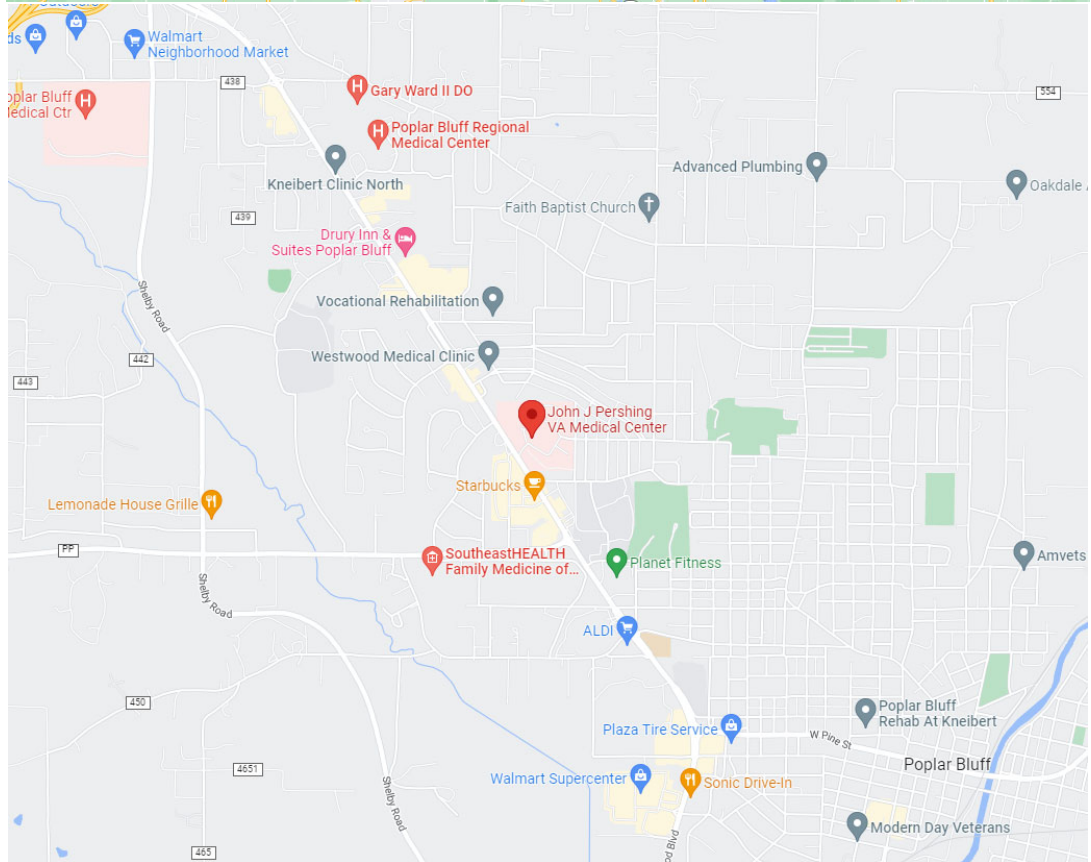 Walmart
Neighborhood Market
438
Gary Ward II DO
554
oplar Bluff
Medical Ctr
Poplar Bluff Regional
Medical Center
Advanced Plumbing
Kneibert Clinic North
Oakdale
439
Faith Baptist Church
Drury Inn &
Suites Poplar Bluff
Shelby Road
Vocational Rehabilitation
442
Westwood Medical Clinic
443
John J Pershing
VA Medical Center
Starbucks
Lemonade House Grille
PP
SoutheastHEALTH
Family Medicine of...
Planet Fitness
Amvets
Shelby Road
ALDI
450
Poplar Bluff
Rehab At Kneibert
Plaza Tire Service
W Pine St
Poplar Bluff
4651
Walmart Supercenter
Sonic Drive-In
Shelby Road
Modern Day Veterans
465
od Blvd